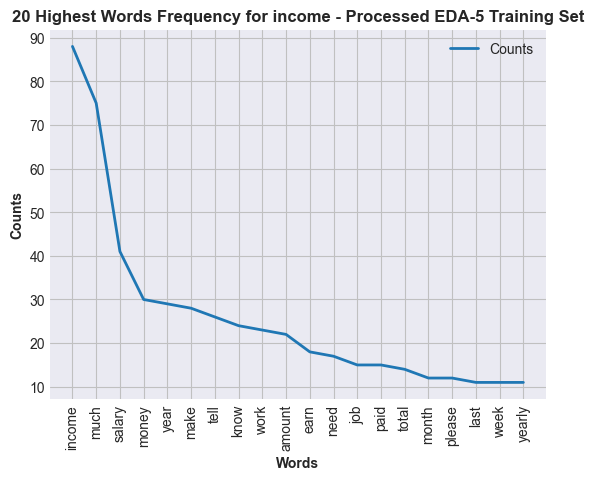 20 Highest Words Frequency for income - Processed EDA-5 Training Set
Counts
90
80
70
60
50
40
30
20
10
Counts
income
much
salary
money
year
make
tell
know
work
amount
earn
need
job
paid
total
month
please
last
week
yearly
Words